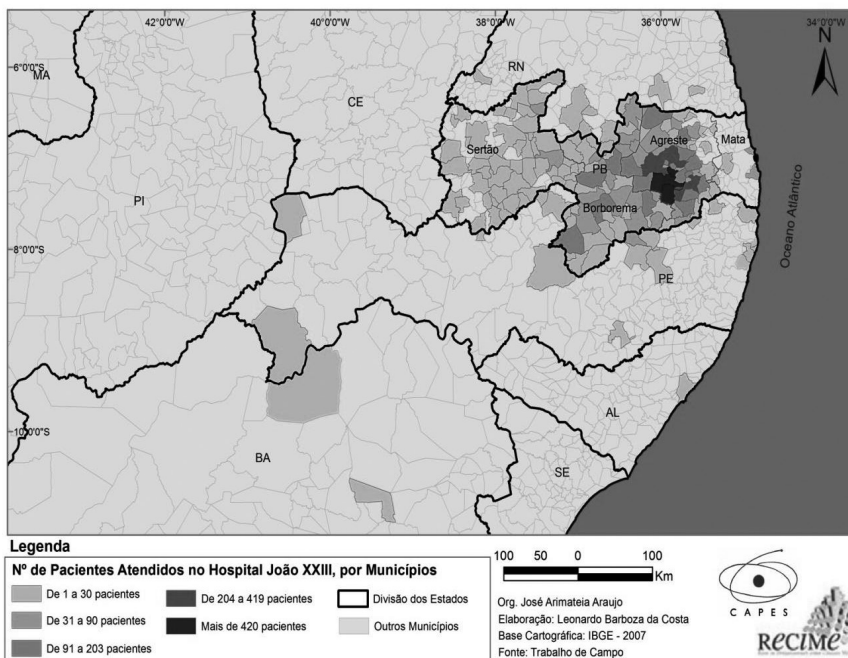 42°0'0"W
40°0'0"W
38°0'0"W
36°0'0"W
34°0'0"W
N
6°0'0"S
MA
CE
RN
Sertão
Agreste
Mata
PB
PI
Borborema
Oceano Atlântico
8°0'0"S
PE
10°0'0"S
AL
BA
SE
Legenda
Nº de Pacientes Atendidos no Hospital João XXIII, por Municípios
De 1 a 30 pacientes
De 204 a 419 pacientes
Divisão dos Estados
De 31 a 90 pacientes
Mais de 420 pacientes
Outros Municípios
De 91 a 203 pacientes
100 50 0 100
Km
Org. José Arimateia Araujo
Elaboração: Leonardo Barboza da Costa
Base Cartográfica: IBGE - 2007
Fonte: Trabalho de Campo
CAPES
RECIME